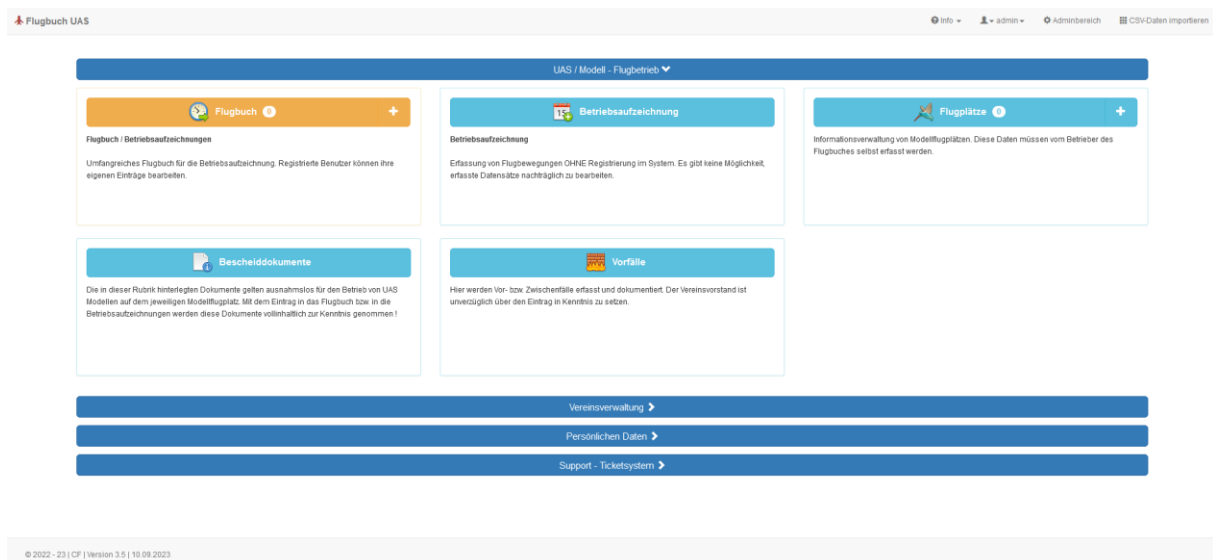 Flugbuch UAS
Info
admin
Adminbereich
CSV-Daten importieren
UAS / Modell - Flugbetrieb
Flugbuch 0 +
Flugbuch / Betriebsaufzeichnungen
Umfangreiches Flugbuch für die Betriebsaufzeichnung. Registrierte Benutzer können ihre
eigenen Einträge bearbeiten.
Betriebsaufzeichnung
Betriebsaufzeichnung
Erfassung von Flugbewegungen OHNE Registrierung im System. Es gibt keine Möglichkeit,
erfasste Datensätze nachträglich zu bearbeiten.
Flugplätze 0 +
Informationsverwaltung von Modellflugplätzen. Diese Daten müssen vom Betreiber des
Flugbuches selbst erfasst werden.
Bescheiddokumente
Die in dieser Rubrik hinterlegten Dokumente gelten ausnahmslos für den Betrieb von UAS
Modellen auf dem jeweiligen Modellflugplatz. Mit dem Eintrag in das Flugbuch bzw. in die
Betriebsaufzeichnungen werden diese Dokumente vollinhaltlich zur Kenntnis genommen !
Vorfälle
Hier werden Vor- bzw. Zwischenfälle erfasst und dokumentiert. Der Vereinsvorstand ist
unverzüglich über den Eintrag in Kenntnis zu setzen.
Vereinsverwaltung
Persönlichen Daten
Support - Ticketsystem
© 2022 - 23 | CF | Version 3.5 | 10.09.2023